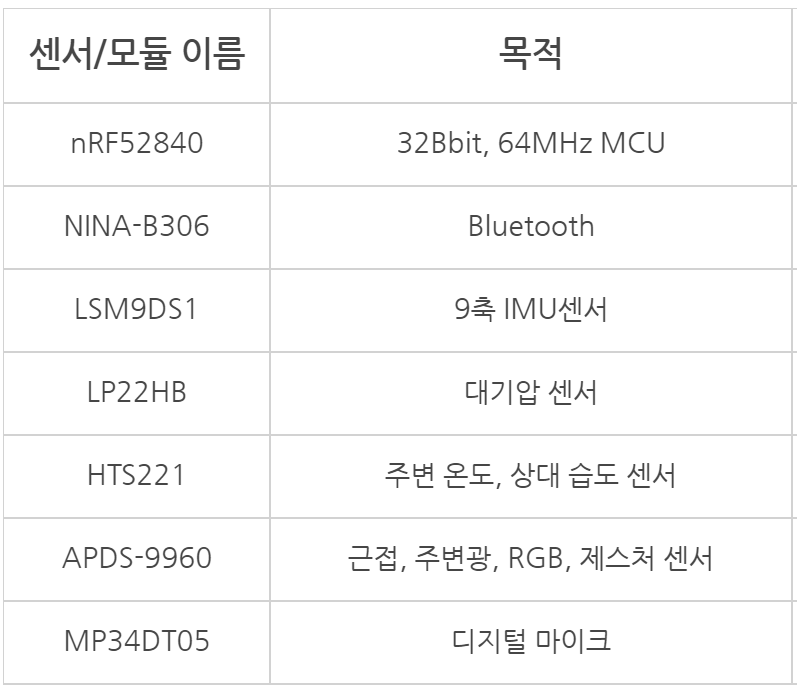 센서/모듈 이름 목적
nRF52840 32Bbit, 64MHz MCU
NINA-B306 Bluetooth
LSM9DS1 9축 IMU센서
LP22HB 대기압 센서
HTS221 주변 온도, 상대 습도 센서
APDS-9960 근접, 주변광, RGB, 제스처 센서
MP34DT05 디지털 마이크